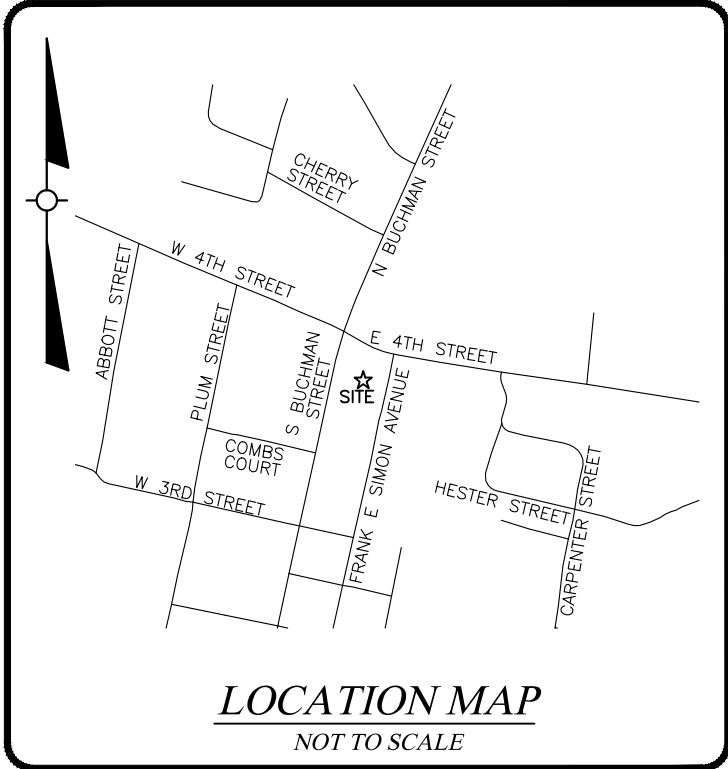 CHERRY
STREET
N BUCHMAN STREET
W 4TH STREET
ABBOTT STREET
PLUM STREET
S BUCHMAN
STREET
E 4TH STREET
SITE
FRANK E SIMON AVENUE
COMBS
COURT
W 3RD STREET
HESTER STREET
CARPENTER STREET
LOCATION MAP
NOT TO SCALE